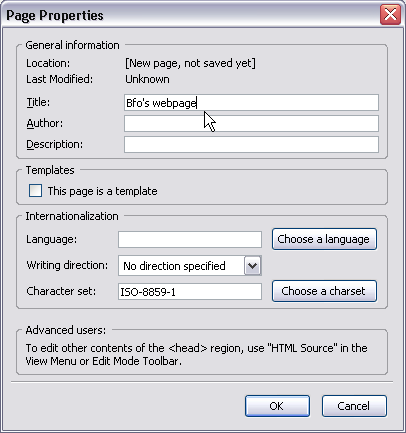 Page Properties
General information
Location: [New page, not saved yet]
Last Modified: Unknown
Title: Bfo's webpage
Author:
Description:
Templates
This page is a template
Internationalization
Language: Choose a language
Writing direction: No direction specified
Character set: ISO-8859-1 Choose a charset
Advanced users:
To edit other contents of the <head> region, use "HTML Source" in the
View Menu or Edit Mode Toolbar.
OK Cancel